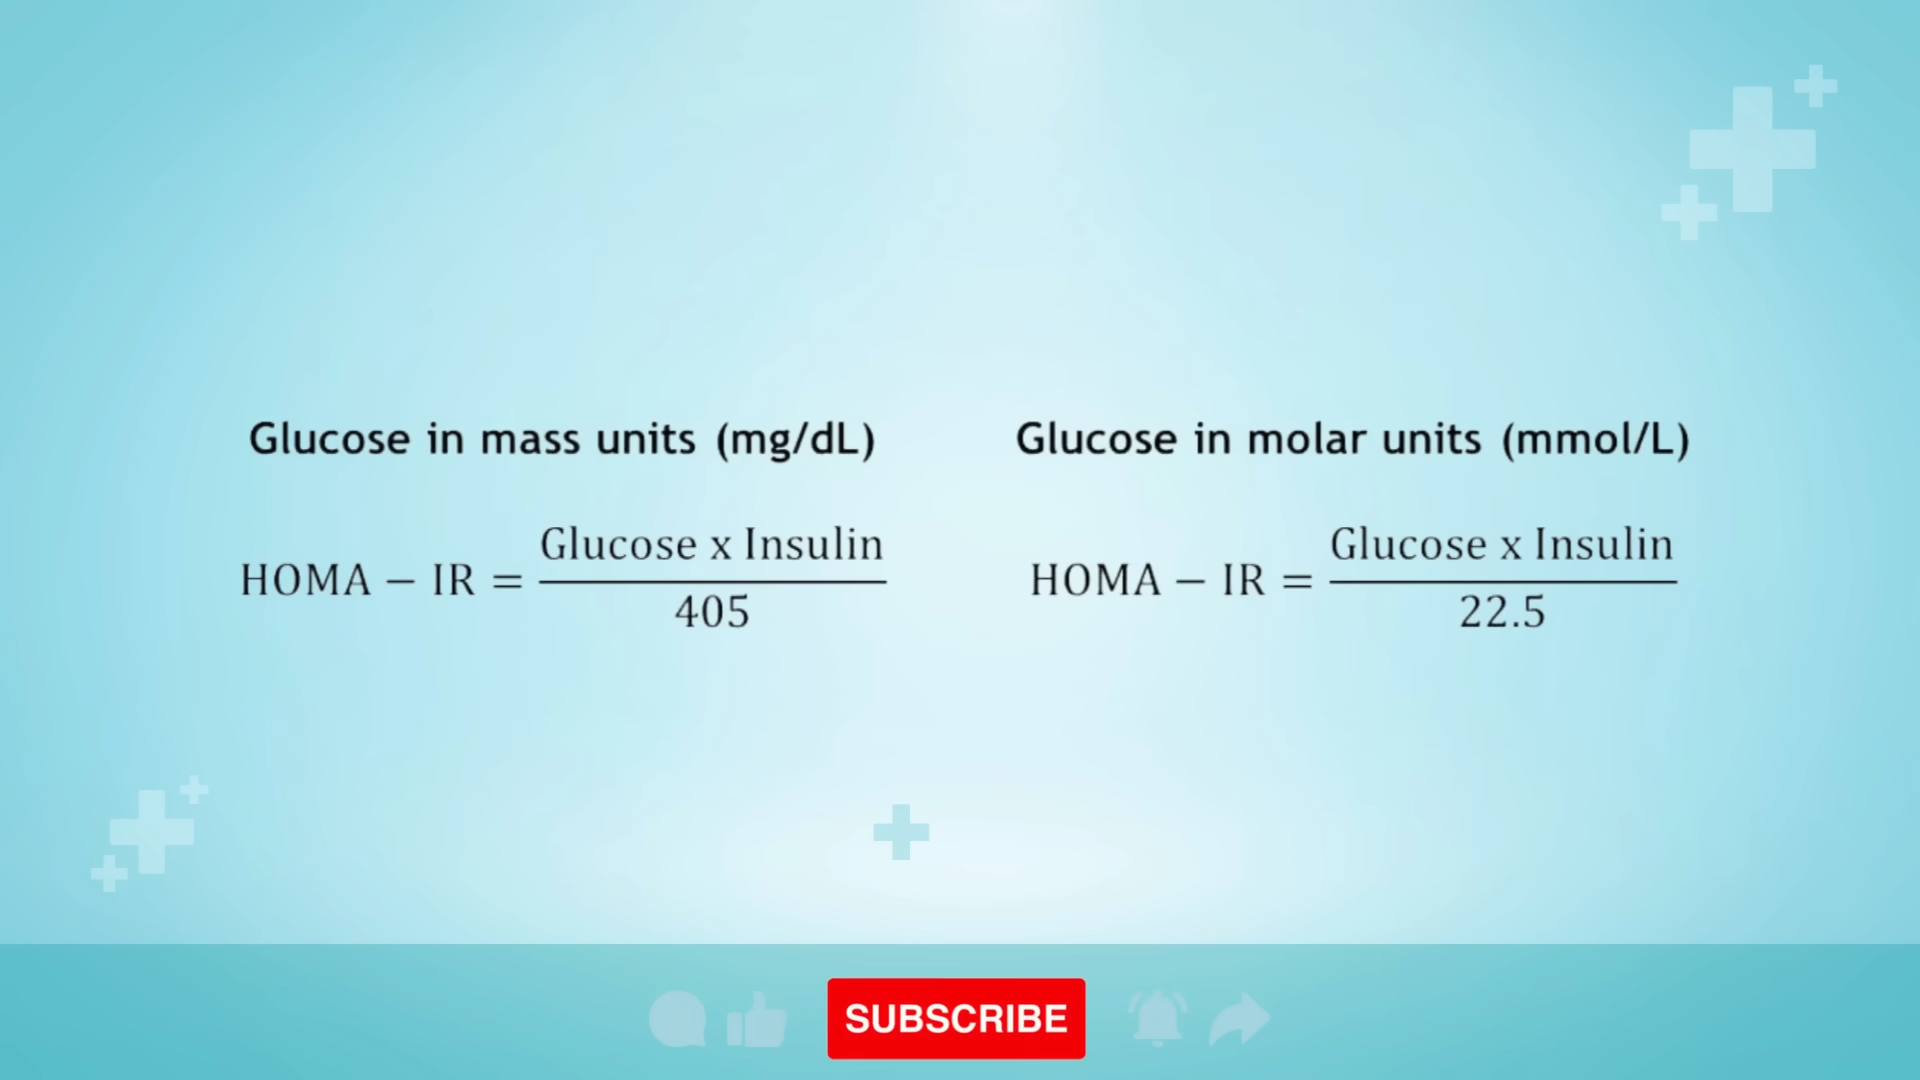 Glucose in mass units (mg/dL)
HOMA – IR = Glucose x Insulin
405
Glucose in molar units (mmol/L)
HOMA – IR = Glucose x Insulin
22.5
SUBSCRIBE